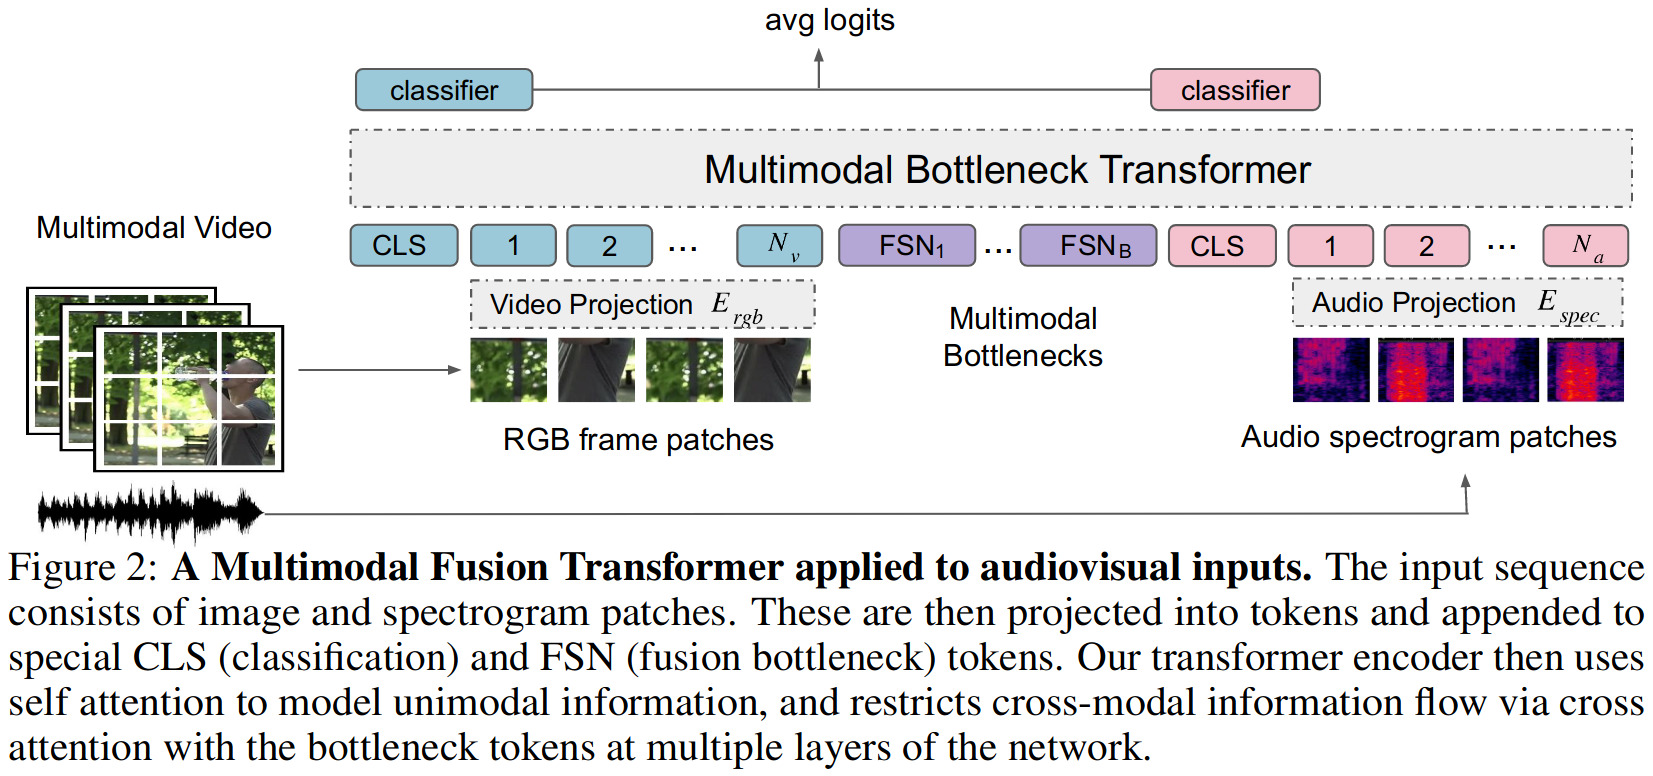 avg logits
classifier classifier
Multimodal Bottleneck Transformer
Multimodal Video
CLS 1 2 ... N_v FSN_1 ... FSN_B CLS 1 2 ... N_a
Video Projection E_rgb
Audio Projection E_spec
Multimodal
Bottlenecks
RGB frame patches
Audio spectrogram patches
Figure 2: A Multimodal Fusion Transformer applied to audiovisual inputs. The input sequence
consists of image and spectrogram patches. These are then projected into tokens and appended to
special CLS (classification) and FSN (fusion bottleneck) tokens. Our transformer encoder then uses
self attention to model unimodal information, and restricts cross-modal information flow via cross
attention with the bottleneck tokens at multiple layers of the network.